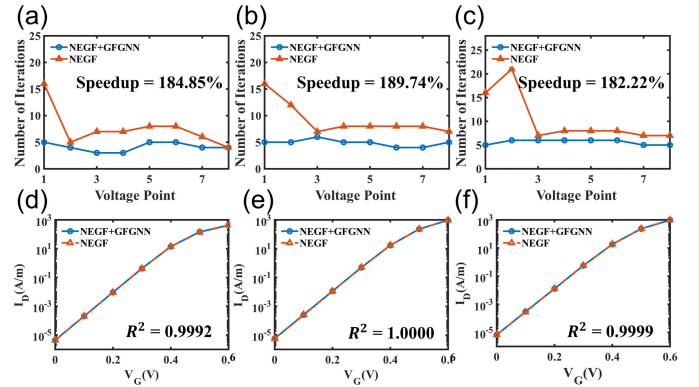 (a)
Number of Iterations
25
20
15
10
5
0
NEGF+GFGNN
NEGF
Speedup = 184.85%
1
3
5
7
Voltage Point
(b)
Number of Iterations
25
20
15
10
5
0
NEGF+GFGNN
NEGF
Speedup = 189.74%
1
3
5
7
Voltage Point
(c)
Number of Iterations
25
20
15
10
5
0
NEGF+GFGNN
NEGF
Speedup = 182.22%
1
3
5
7
Voltage Point
(d)
I_D(A/m)
10^3
10^1
10^-1
10^-3
10^-5
NEGF+GFGNN
NEGF
R^2 = 0.9992
0
0.2
0.4
0.6
V_G(V)
(e)
I_D(A/m)
10^3
10^1
10^-1
10^-3
10^-5
NEGF+GFGNN
NEGF
R^2 = 1.0000
0
0.2
0.4
0.6
V_G(V)
(f)
I_D(A/m)
10^3
10^1
10^-1
10^-3
10^-5
NEGF+GFGNN
NEGF
R^2 = 0.9999
0
0.2
0.4
0.6
V_G(V)